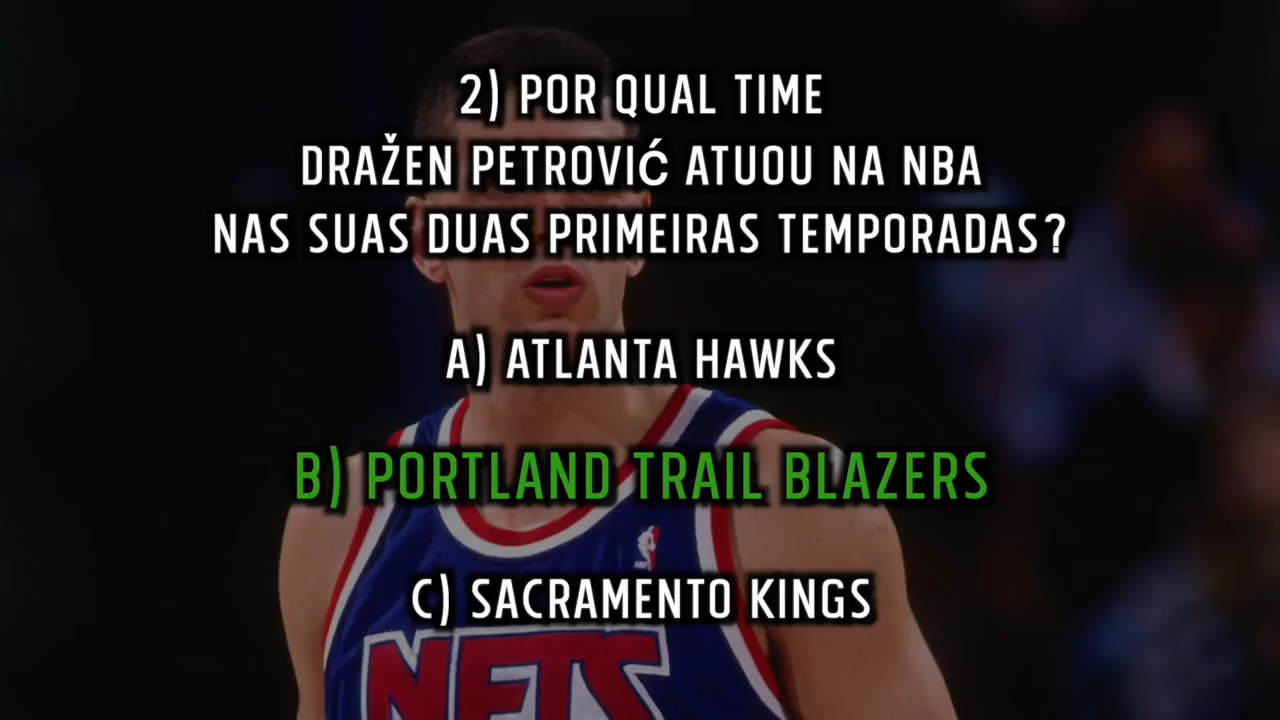 2) POR QUAL TIME
DRAŽEN PETROVIĆ ATUOU NA NBA
NAS SUAS DUAS PRIMEIRAS TEMPORADAS?
A) ATLANTA HAWKS
B) PORTLAND TRAIL BLAZERS
C) SACRAMENTO KINGS
NETS